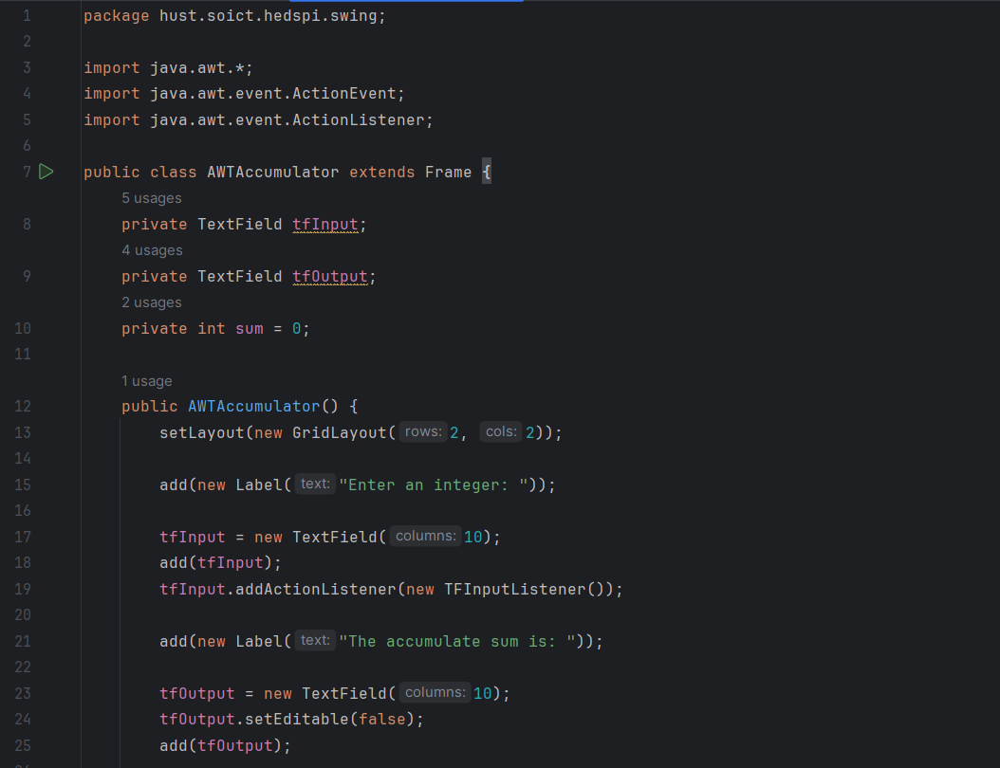 1 package hust.soict.hedspi.swing;
2
3 import java.awt.*;
4 import java.awt.event.ActionEvent;
5 import java.awt.event.ActionListener;
6
7 public class AWTAccumulator extends Frame {
5 usages
8 private TextField tfInput;
4 usages
9 private TextField tfOutput;
2 usages
10 private int sum = 0;
11
1 usage
12 public AWTAccumulator() {
13 setLayout(new GridLayout( rows: 2, cols: 2));
14
15 add(new Label( text: "Enter an integer: "));
16
17 tfInput = new TextField( columns: 10);
18 add(tfInput);
19 tfInput.addActionListener(new TFInputListener());
20
21 add(new Label( text: "The accumulate sum is: "));
22
23 tfOutput = new TextField( columns: 10);
24 tfOutput.setEditable(false);
25 add(tfOutput);